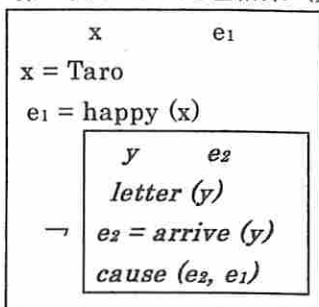 x e₁
x = Taro
e₁ = happy (x)
y e₂
letter (y)
¬ e₂ = arrive (y)
cause (e₂, e₁)